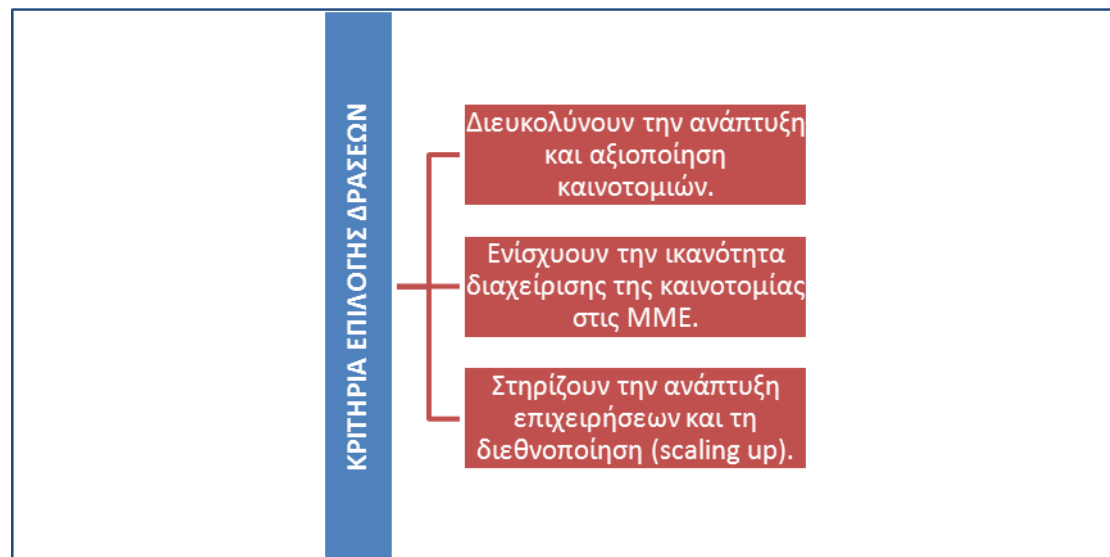 ΚΡΙΤΗΡΙΑ ΕΠΙΛΟΓΗΣ ΔΡΑΣΕΩΝ
Διευκολύνουν την ανάπτυξη
και αξιοποίηση
καινοτομιών.
Ενίσχυουν την ικανότητα
διαχείρισης της καινοτομίας
στις ΜΜΕ.
Στηρίζουν την ανάπτυξη
επιχειρήσεων και τη
διεθνοποίηση (scaling up).